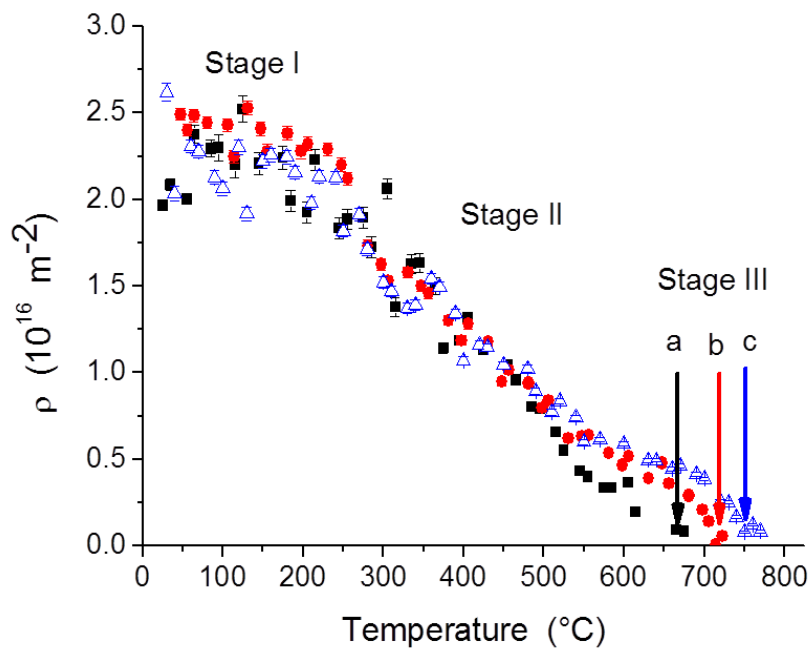 3.0
Stage I
2.5
2.0
Stage II
1.5
Stage III
a b c
1.0
0.5
0.0
ρ (10¹⁶ m⁻²)
0 100 200 300 400 500 600 700 800
Temperature (°C)